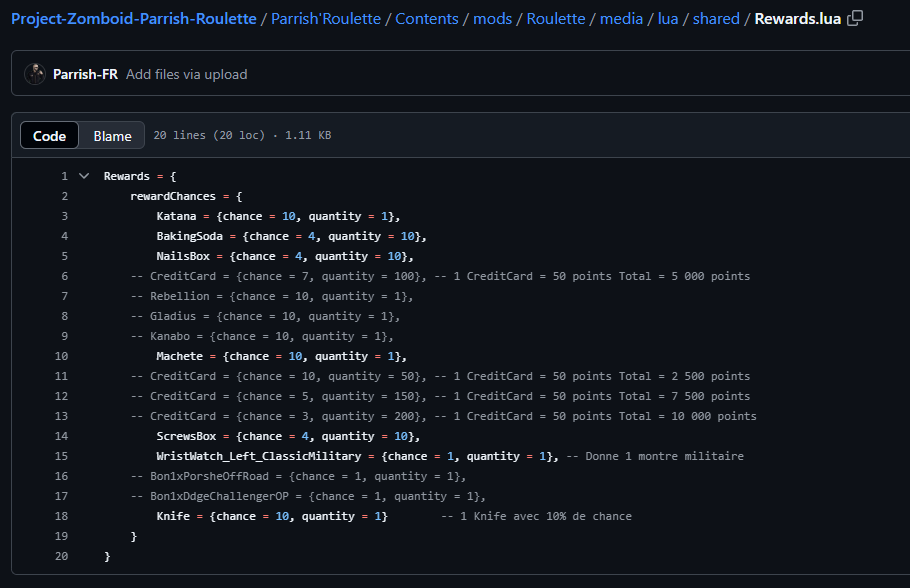 Project-Zomboid-Parrish-Roulette / Parrish'Roulette / Contents / mods / Roulette / media / lua / shared / Rewards.lua
Parrish-FR Add files via upload
Code Blame 20 lines (20 loc) · 1.11 KB
1 Rewards = {
2 rewardChances = {
3 Katana = {chance = 10, quantity = 1},
4 BakingSoda = {chance = 4, quantity = 10},
5 NailsBox = {chance = 4, quantity = 10},
6 -- CreditCard = {chance = 7, quantity = 100}, -- 1 CreditCard = 50 points Total = 5 000 points
7 -- Rebellion = {chance = 10, quantity = 1},
8 -- Gladius = {chance = 10, quantity = 1},
9 -- Kanabo = {chance = 10, quantity = 1},
10 Machete = {chance = 10, quantity = 1},
11 -- CreditCard = {chance = 10, quantity = 50}, -- 1 CreditCard = 50 points Total = 2 500 points
12 -- CreditCard = {chance = 5, quantity = 150}, -- 1 CreditCard = 50 points Total = 7 500 points
13 -- CreditCard = {chance = 3, quantity = 200}, -- 1 CreditCard = 50 points Total = 10 000 points
14 ScrewsBox = {chance = 4, quantity = 10},
15 WristWatch_Left_ClassicMilitary = {chance = 1, quantity = 1}, -- Donne 1 montre militaire
16 -- Bon1xPorsheOffRoad = {chance = 1, quantity = 1},
17 -- Bon1xDdgeChallengerOP = {chance = 1, quantity = 1},
18 Knife = {chance = 10, quantity = 1} -- 1 Knife avec 10% de chance
19 }
20 }